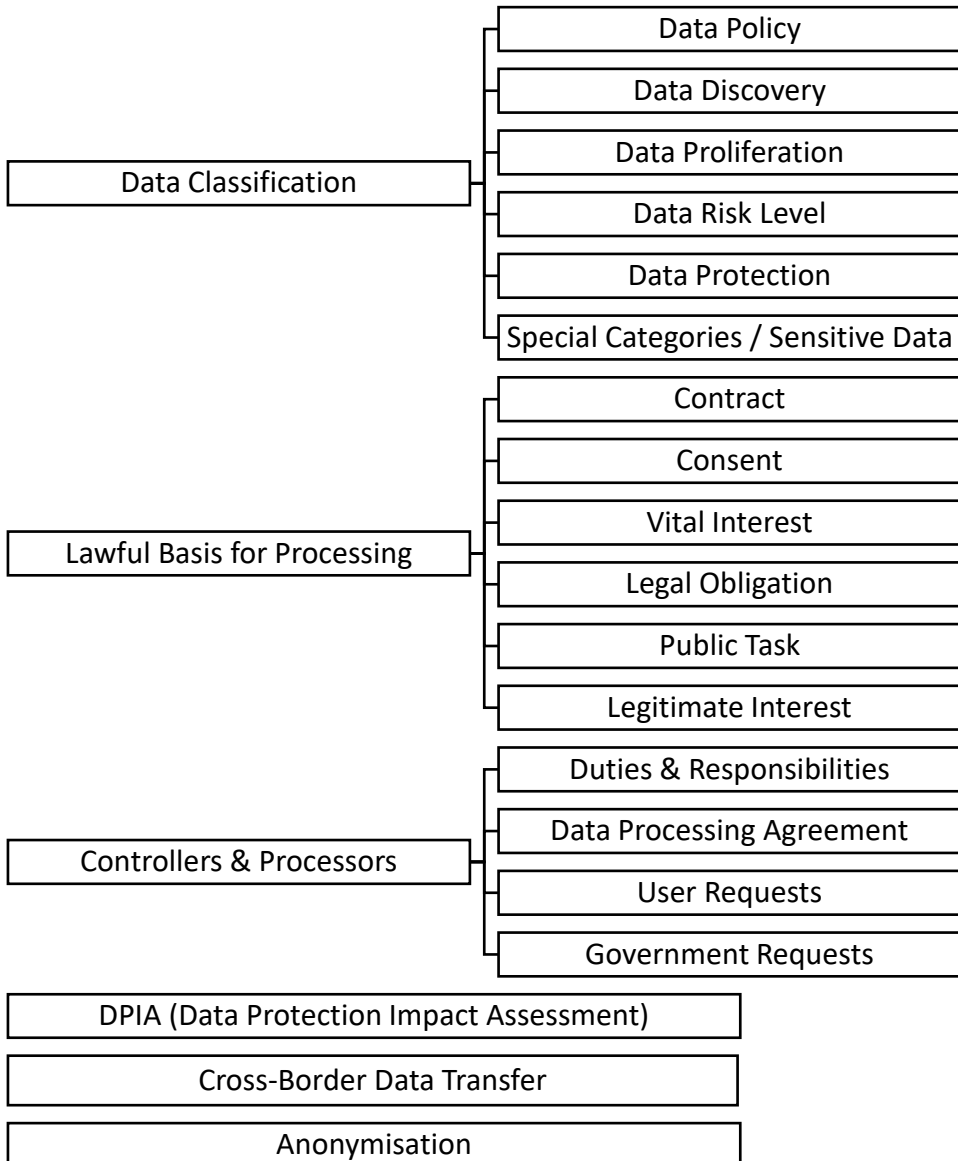 Data Classification
Data Policy
Data Discovery
Data Proliferation
Data Risk Level
Data Protection
Special Categories / Sensitive Data
Lawful Basis for Processing
Contract
Consent
Vital Interest
Legal Obligation
Public Task
Legitimate Interest
Controllers & Processors
Duties & Responsibilities
Data Processing Agreement
User Requests
Government Requests
DPIA (Data Protection Impact Assessment)
Cross-Border Data Transfer
Anonymisation